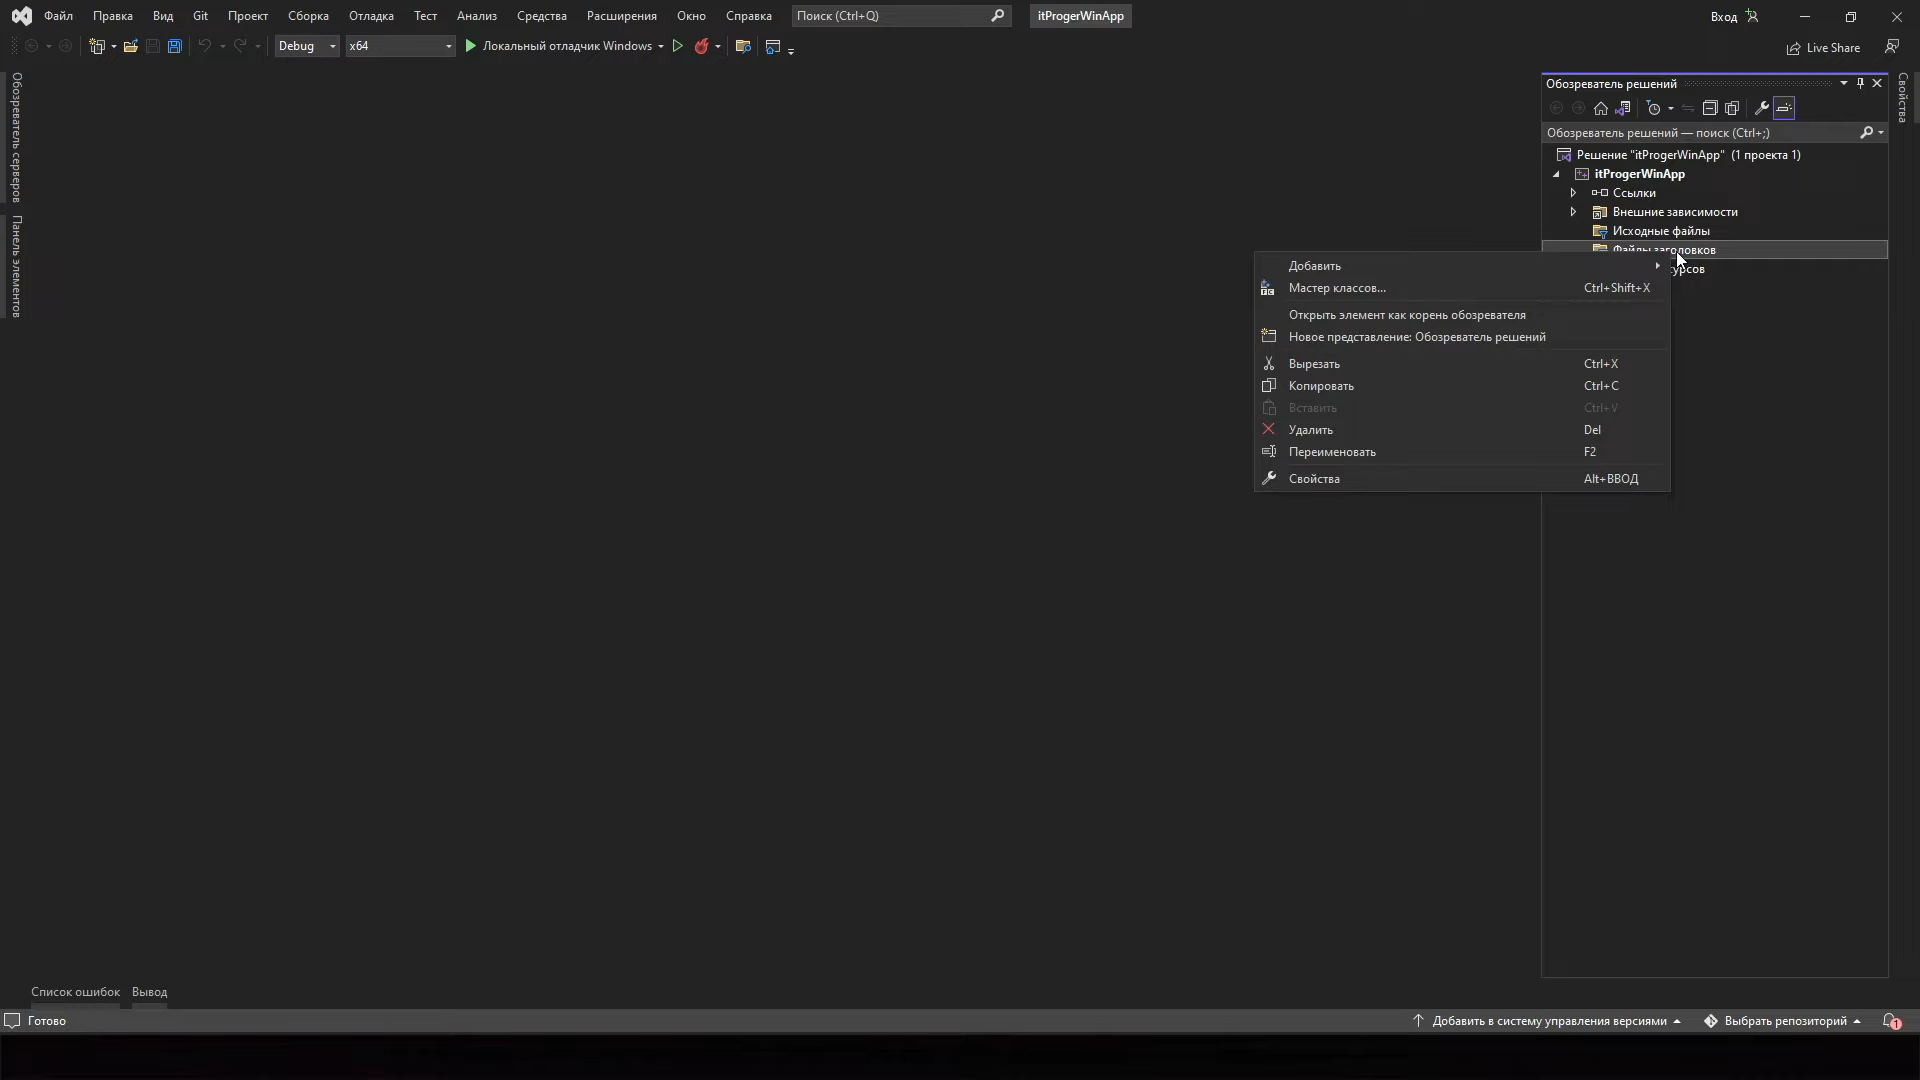 Файл Правка Вид Git Проект Сборка Отладка Тест Анализ Средства Расширения Окно Справка Поиск (Ctrl+Q) itProgerWinApp Вход
Debug x64 Локальный отладчик Windows Live Share
Обозреватель серверов
Панель элементов
Обозреватель решений
Обозреватель решений — поиск (Ctrl+;)
Решение "itProgerWinApp" (1 проекта 1)
itProgerWinApp
Ссылки
Внешние зависимости
Исходные файлы
Файлы заголовков
урсов
Свойства
Добавить
Мастер классов... Ctrl+Shift+X
Открыть элемент как корень обозревателя
Новое представление: Обозреватель решений
Вырезать Ctrl+X
Копировать Ctrl+C
Вставить Ctrl+V
Удалить Del
Переименовать F2
Свойства Alt+ВВОД
Список ошибок Вывод
Готово Добавить в систему управления версиями Выбрать репозиторий 1